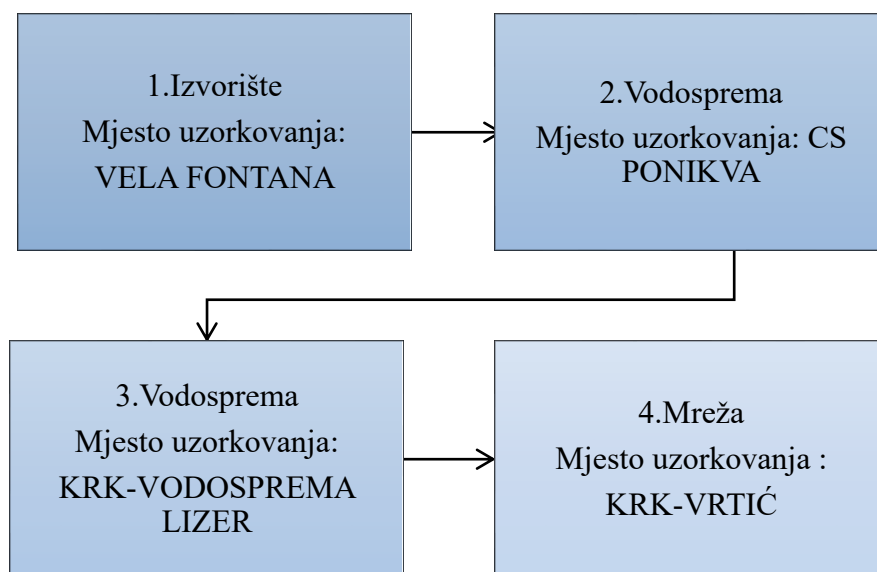 1.Izvorište
Mjesto uzorkovanja:
VELA FONTANA
2.Vodosprema
Mjesto uzorkovanja: CS
PONIKVA
3.Vodosprema
Mjesto uzorkovanja:
KRK-VODOSPREMA
LIZER
4.Mreža
Mjesto uzorkovanja :
KRK-VRTIĆ